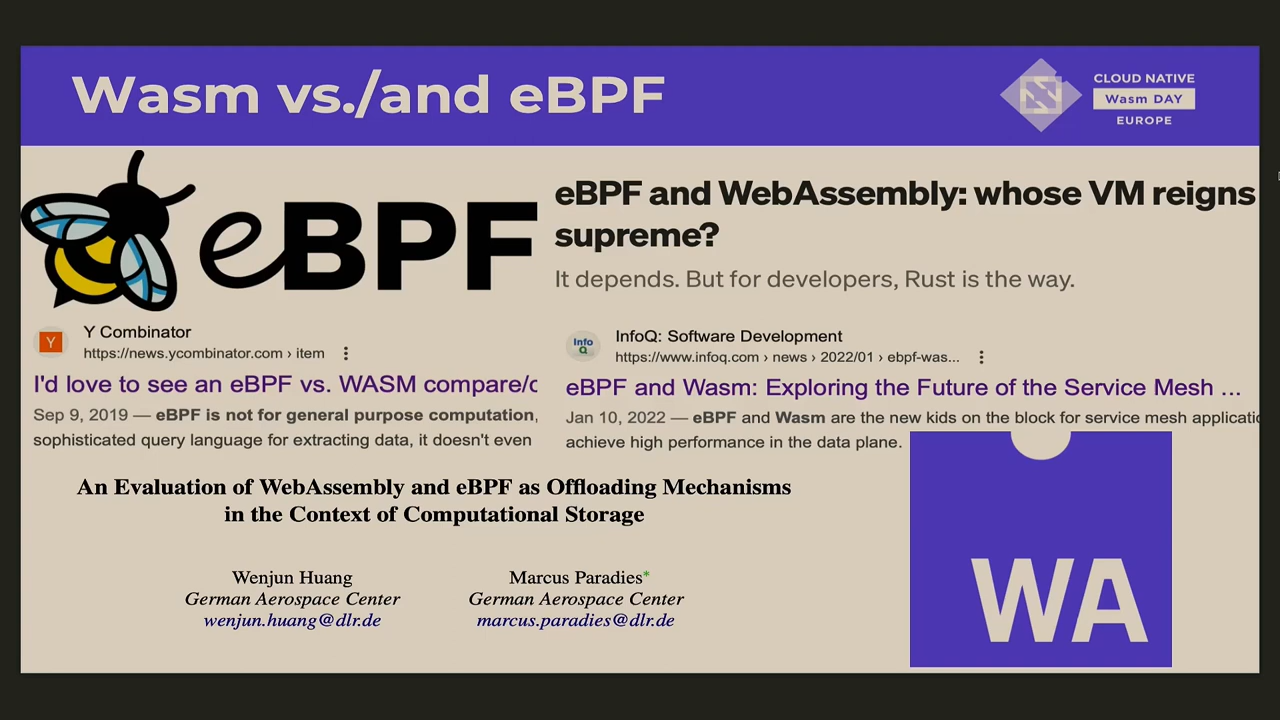 Wasm vs./and eBPF
CLOUD NATIVE
Wasm DAY
EUROPE
eBPF
eBPF and WebAssembly: whose VM reigns
supreme?
It depends. But for developers, Rust is the way.
Y
Y Combinator
https://news.ycombinator.com › item
I'd love to see an eBPF vs. WASM compare/c
Sep 9, 2019 — eBPF is not for general purpose computation,
sophisticated query language for extracting data, it doesn't even
Info
Q
InfoQ: Software Development
https://www.infoq.com › news › 2022/01 › ebpf-was...
eBPF and Wasm: Exploring the Future of the Service Mesh ...
Jan 10, 2022 — eBPF and Wasm are the new kids on the block for service mesh applicatio
achieve high performance in the data plane.
An Evaluation of WebAssembly and eBPF as Offloading Mechanisms
in the Context of Computational Storage
Wenjun Huang
German Aerospace Center
wenjun.huang@dlr.de
Marcus Paradies*
German Aerospace Center
marcus.paradies@dlr.de
WA